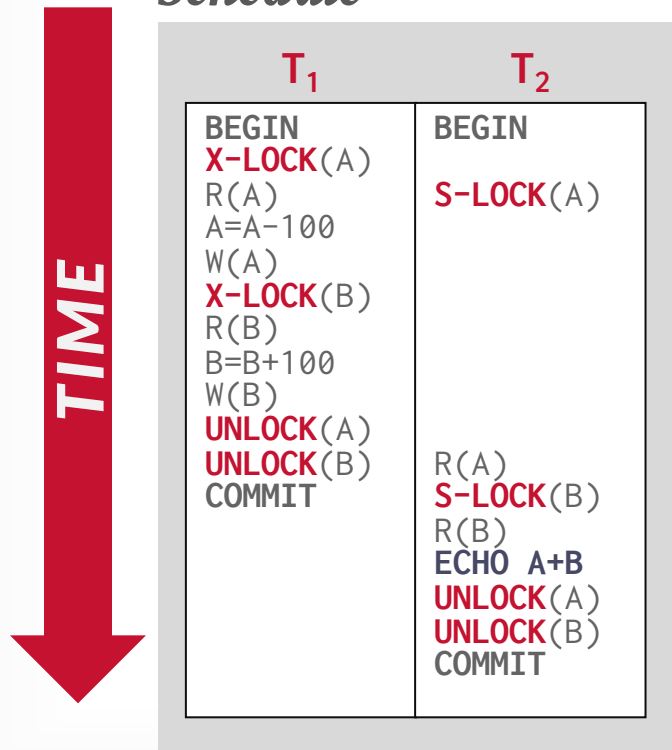 Schedule
TIME
T₁ T₂
BEGIN BEGIN
X-LOCK(A)
R(A) S-LOCK(A)
A=A-100
W(A)
X-LOCK(B)
R(B)
B=B+100
W(B)
UNLOCK(A)
UNLOCK(B) R(A)
COMMIT S-LOCK(B)
R(B)
ECHO A+B
UNLOCK(A)
UNLOCK(B)
COMMIT